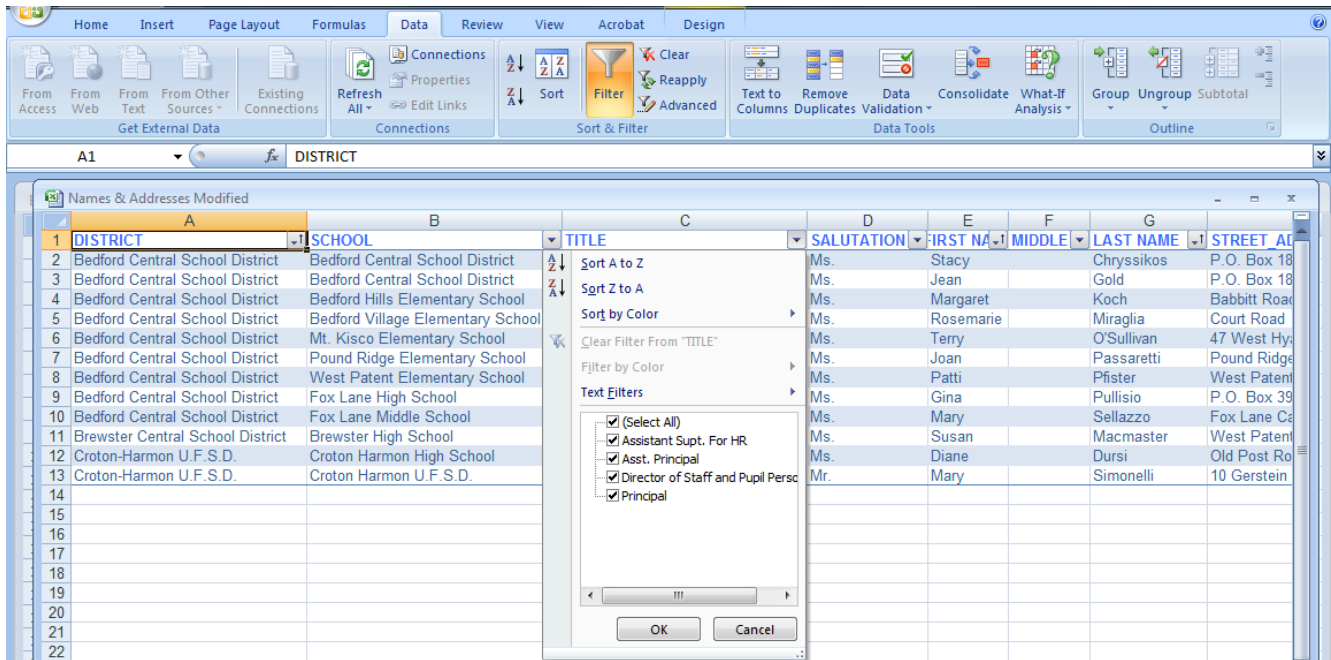 Home Insert Page Layout Formulas Data Review View Acrobat Design
From Access From Web From Text From Other Sources Existing Connections
Get External Data
Refresh All Connections Properties Edit Links
Connections
Sort Filter Clear Reapply Advanced
Sort & Filter
Text to Columns Remove Duplicates Data Validation Consolidate What-If Analysis
Data Tools
Group Ungroup Subtotal
Outline
A1 fx DISTRICT
Names & Addresses Modified
A B C D E F G
1 DISTRICT SCHOOL TITLE SALUTATION FIRST NA MIDDLE LAST NAME STREET_AD
2 Bedford Central School District Bedford Central School District Ms. Stacy Chryssikos P.O. Box 18
3 Bedford Central School District Bedford Central School District Ms. Jean Gold P.O. Box 18
4 Bedford Central School District Bedford Hills Elementary School Ms. Margaret Koch Babbitt Road
5 Bedford Central School District Bedford Village Elementary School Ms. Rosemarie Miraglia Court Road
6 Bedford Central School District Mt. Kisco Elementary School Ms. Terry O'Sullivan 47 West Hya
7 Bedford Central School District Pound Ridge Elementary School Ms. Joan Passaretti Pound Ridge
8 Bedford Central School District West Patent Elementary School Ms. Patti Pfister West Patent
9 Bedford Central School District Fox Lane High School Ms. Gina Pullisio P.O. Box 39
10 Bedford Central School District Fox Lane Middle School Ms. Mary Sellazzo Fox Lane Ca
11 Brewster Central School District Brewster High School Ms. Susan Macmaster West Patent
12 Croton-Harmon U.F.S.D. Croton Harmon High School Ms. Diane Dursi Old Post Ro
13 Croton-Harmon U.F.S.D. Croton Harmon U.F.S.D. Mr. Mary Simonelli 10 Gerstein
14
15
16
17
18
19
20
21
22
Sort A to Z
Sort Z to A
Sort by Color
Clear Filter From "TITLE"
Filter by Color
Text Filters
(Select All)
Assistant Supt. For HR
Asst. Principal
Director of Staff and Pupil Perso
Principal
OK Cancel